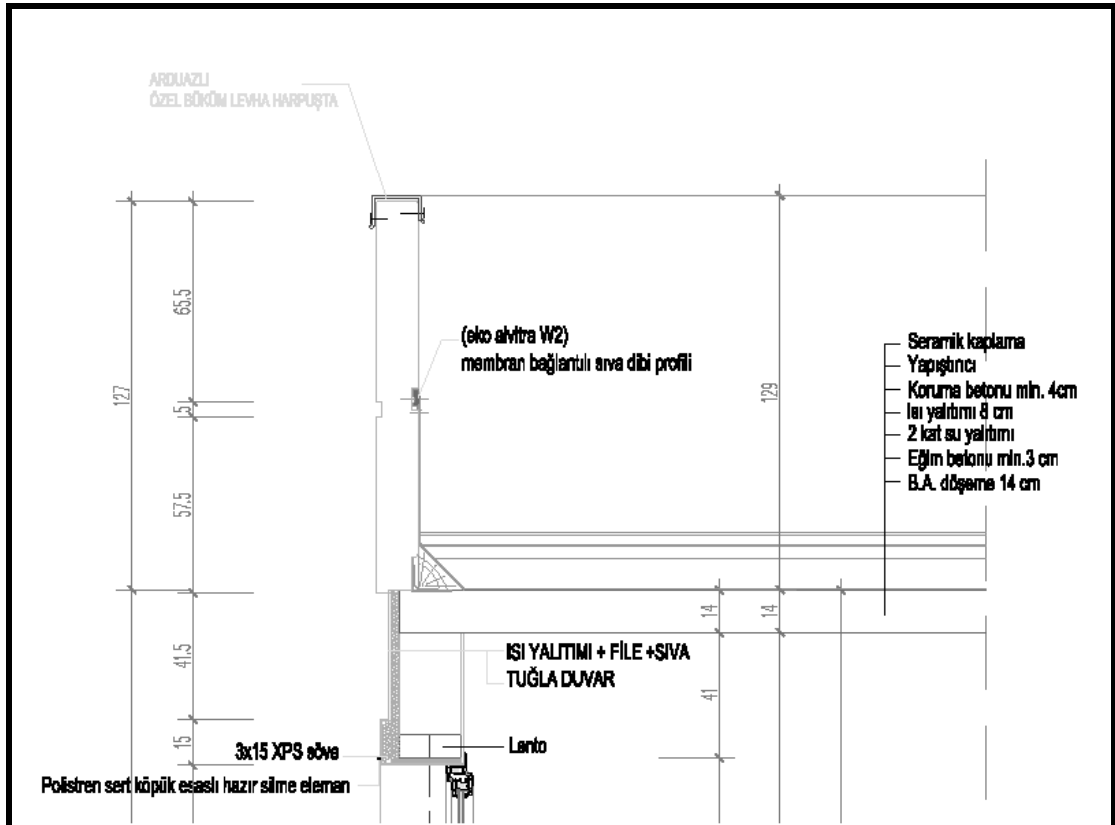 ARDUAZLI
ÖZEL BÜKÜM LEVHA HARPUŞTA
65.5
(eko alvitra W2)
membran bağlantılı sıva dibi profili
127
5
129
Seramik kaplama
Yapıştırıcı
Koruma betonu min. 4cm
Isı yalıtımı 8 cm
2 kat su yalıtımı
Eğim betonu min.3 cm
B.A. döşeme 14 cm
57.5
14
14
41.5
ISI YALITIMI + FİLE +SIVA
TUĞLA DUVAR
41
15
3x15 XPS söve
Lento
Polistren sert köpük esaslı hazır silme eleman